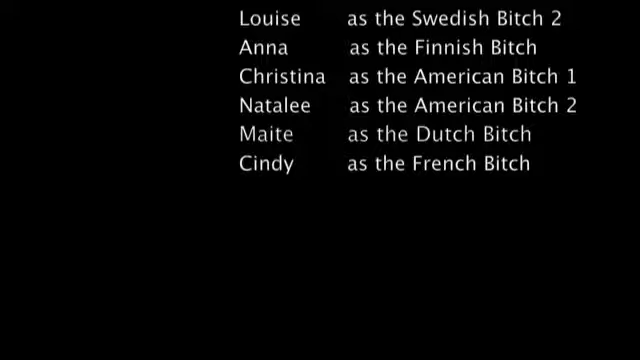 Louise as the Swedish Bitch 2
Anna as the Finnish Bitch
Christina as the American Bitch 1
Natalee as the American Bitch 2
Maite as the Dutch Bitch
Cindy as the French Bitch